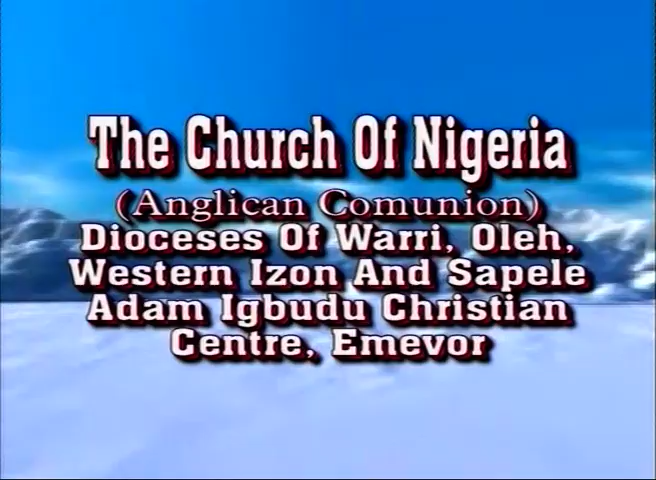 The Church Of Nigeria
(Anglican Comunion)
Dioceses Of Warri, Oleh,
Western Izon And Sapele
Adam Igbudu Christian
Centre, Emevor